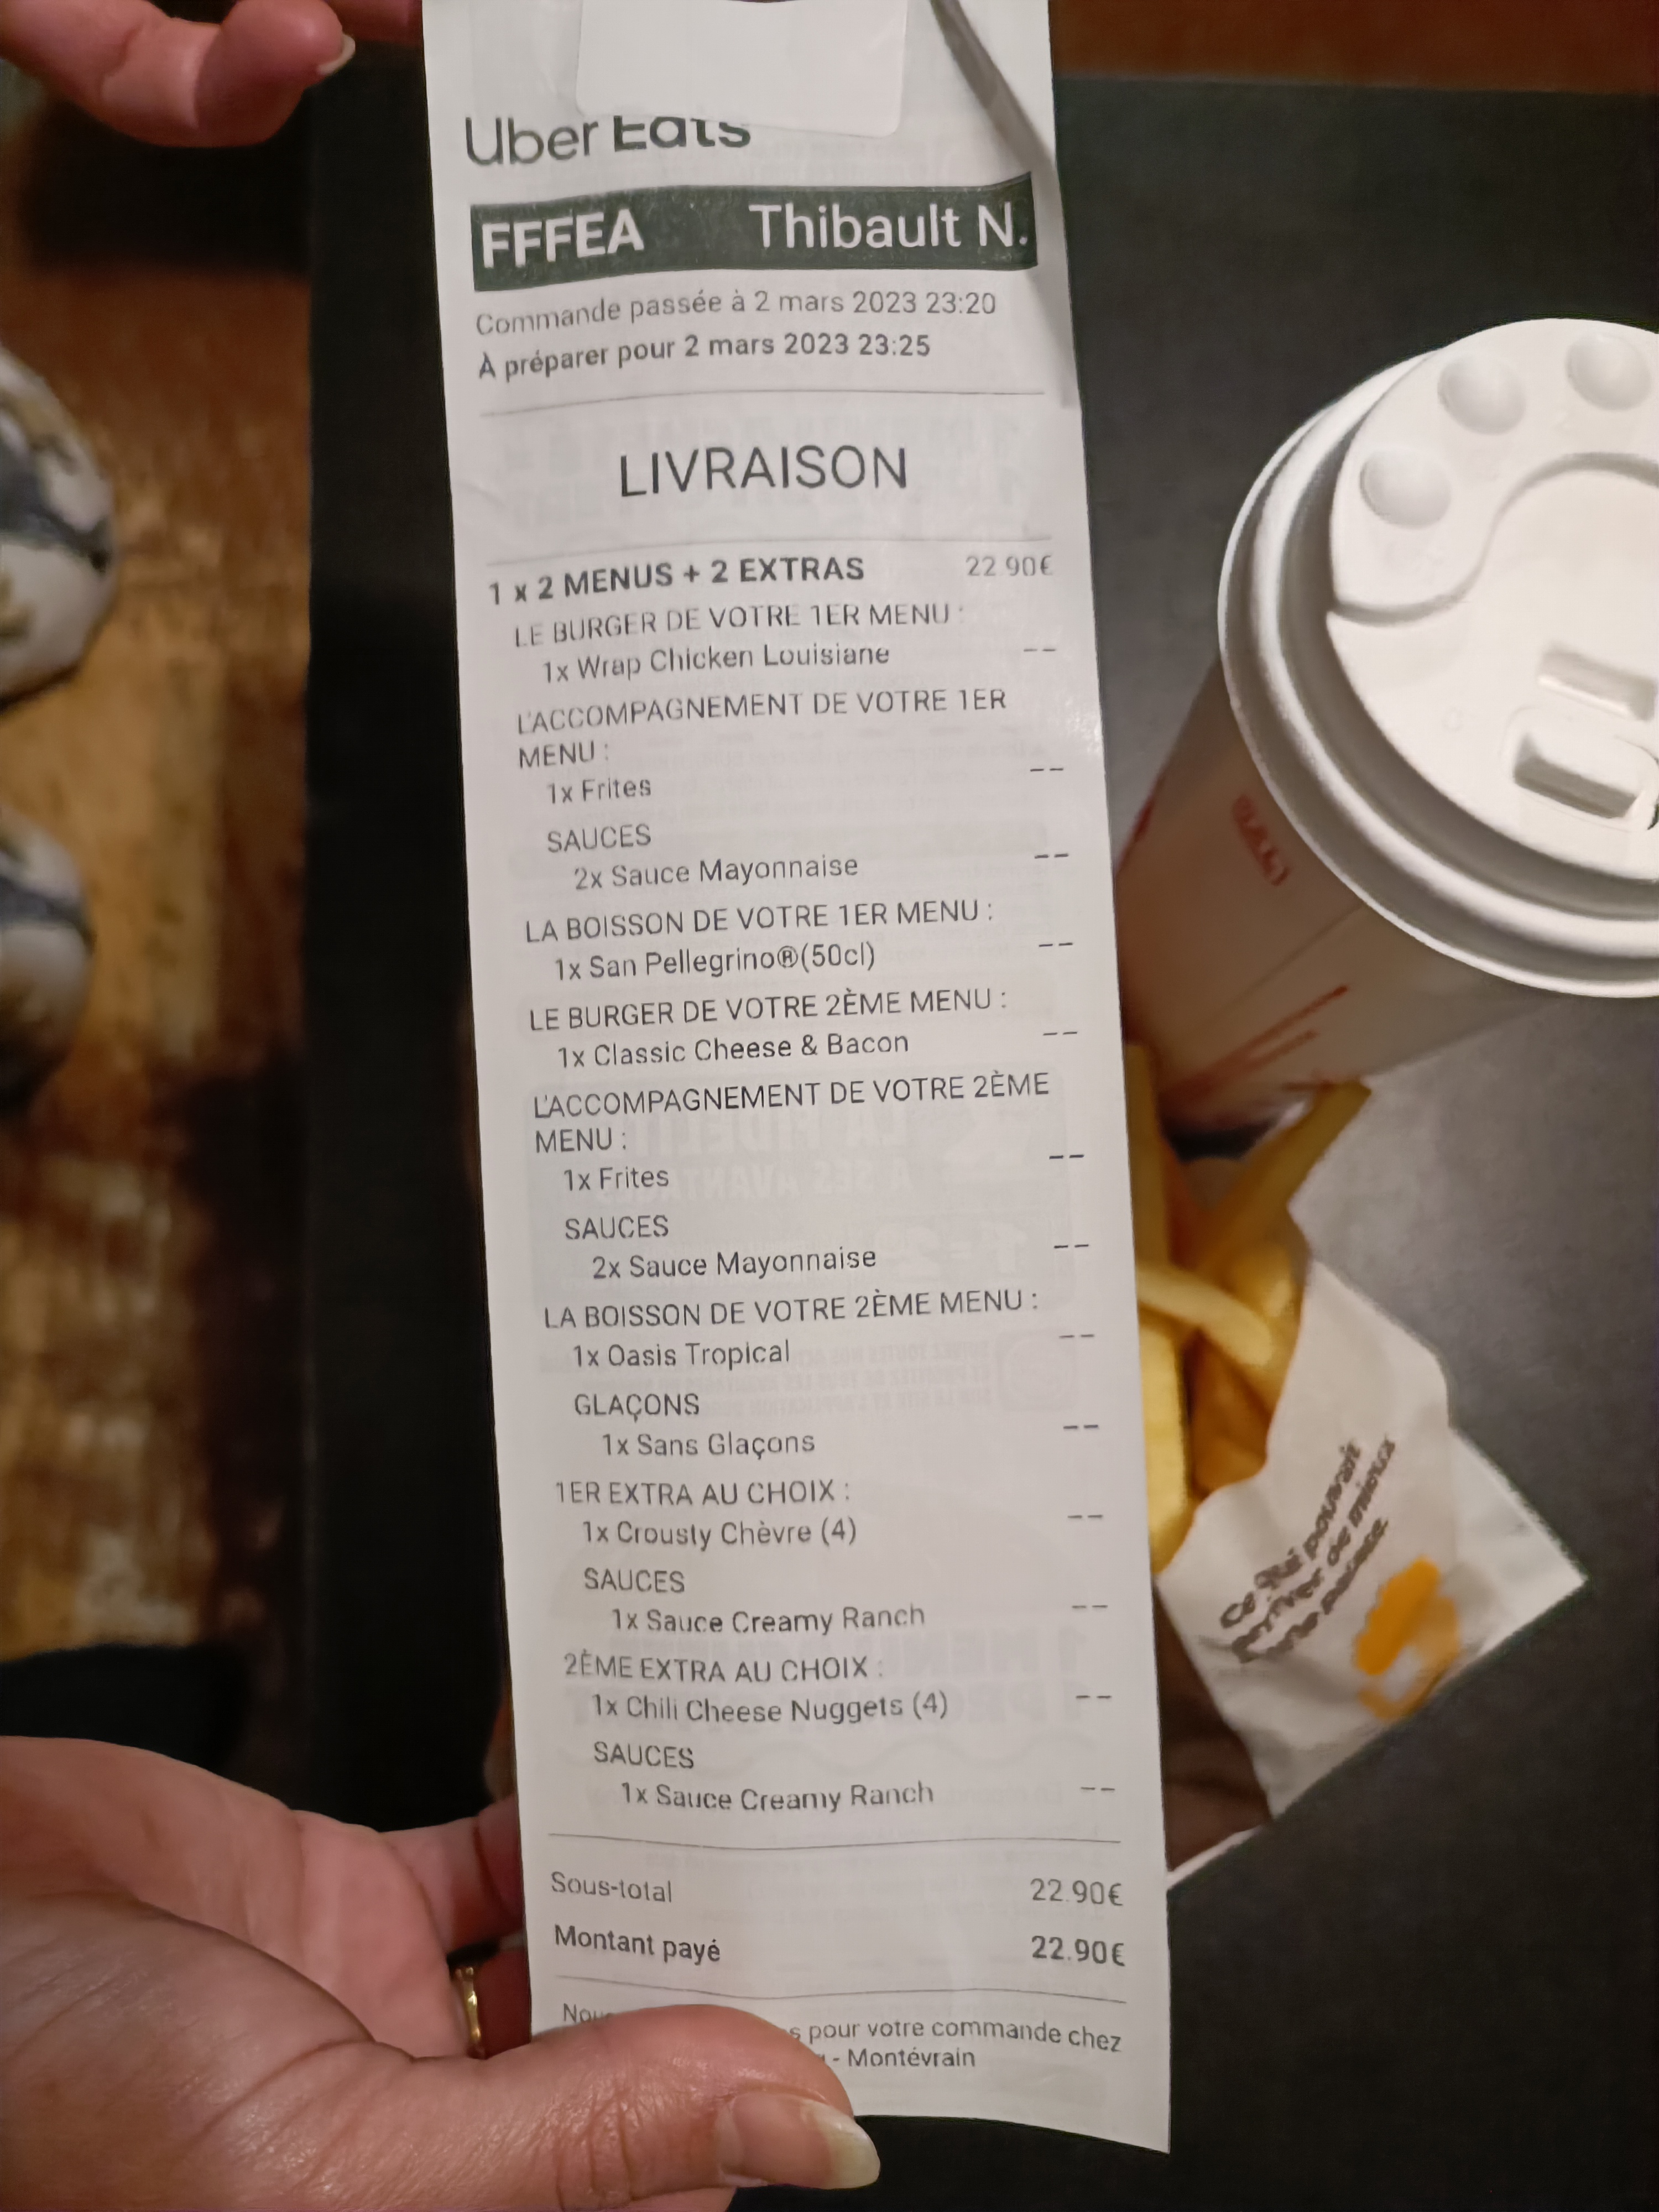 Uber Eats
FFFEA Thibault N.
Commande passée à 2 mars 2023 23:20
À préparer pour 2 mars 2023 23:25
LIVRAISON
1 x 2 MENUS + 2 EXTRAS 22.90€
LE BURGER DE VOTRE 1ER MENU :
1x Wrap Chicken Louisiane --
L'ACCOMPAGNEMENT DE VOTRE 1ER
MENU :
1x Frites --
SAUCES
2x Sauce Mayonnaise --
LA BOISSON DE VOTRE 1ER MENU :
1x San Pellegrino®(50cl) --
LE BURGER DE VOTRE 2ÈME MENU :
1x Classic Cheese & Bacon --
L'ACCOMPAGNEMENT DE VOTRE 2ÈME
MENU :
1x Frites --
SAUCES
2x Sauce Mayonnaise --
LA BOISSON DE VOTRE 2ÈME MENU :
1x Oasis Tropical --
GLAÇONS
1x Sans Glaçons --
1ER EXTRA AU CHOIX :
1x Crousty Chèvre (4) --
SAUCES
1x Sauce Creamy Ranch --
2ÈME EXTRA AU CHOIX :
1x Chili Cheese Nuggets (4) --
SAUCES
1x Sauce Creamy Ranch --
Sous-total 22.90€
Montant payé 22.90€
pour votre commande chez
- Montévrain
Ce pourrait
de mieux